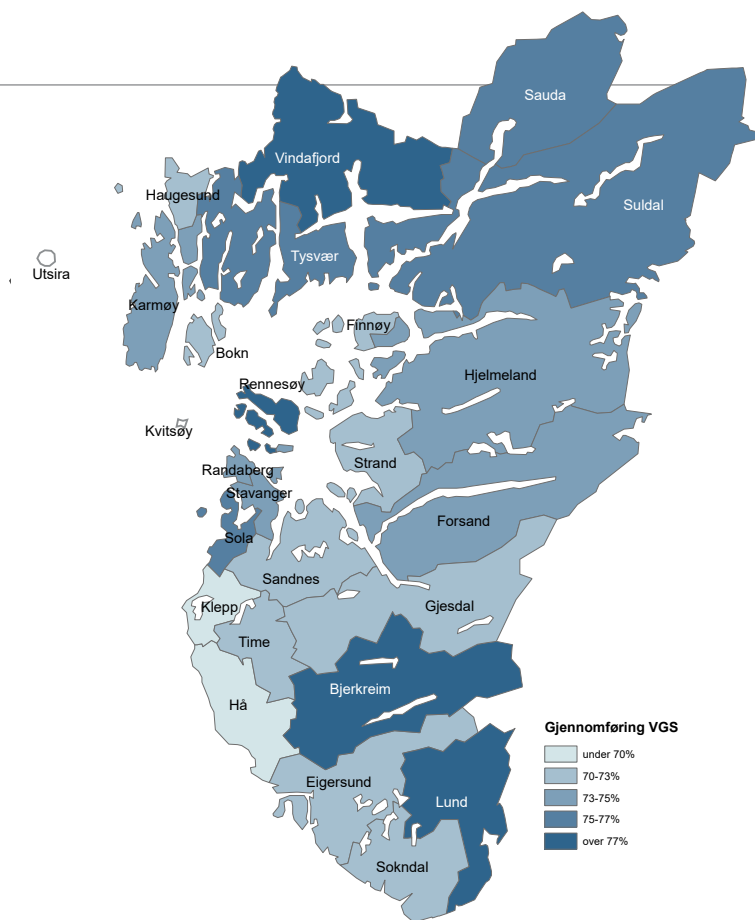 Sauda
Vindafjord
Haugesund
Suldal
Tysvær
Utsira
Karmøy
Finnøy
Bokn
Hjelmeland
Rennesøy
Kvitsøy
Strand
Randaberg
Stavanger
Forsand
Sola
Sandnes
Klepp
Gjesdal
Time
Bjerkreim
Hå
Gjennomføring VGS
under 70%
70-73%
73-75%
75-77%
over 77%
Eigersund
Lund
Sokndal